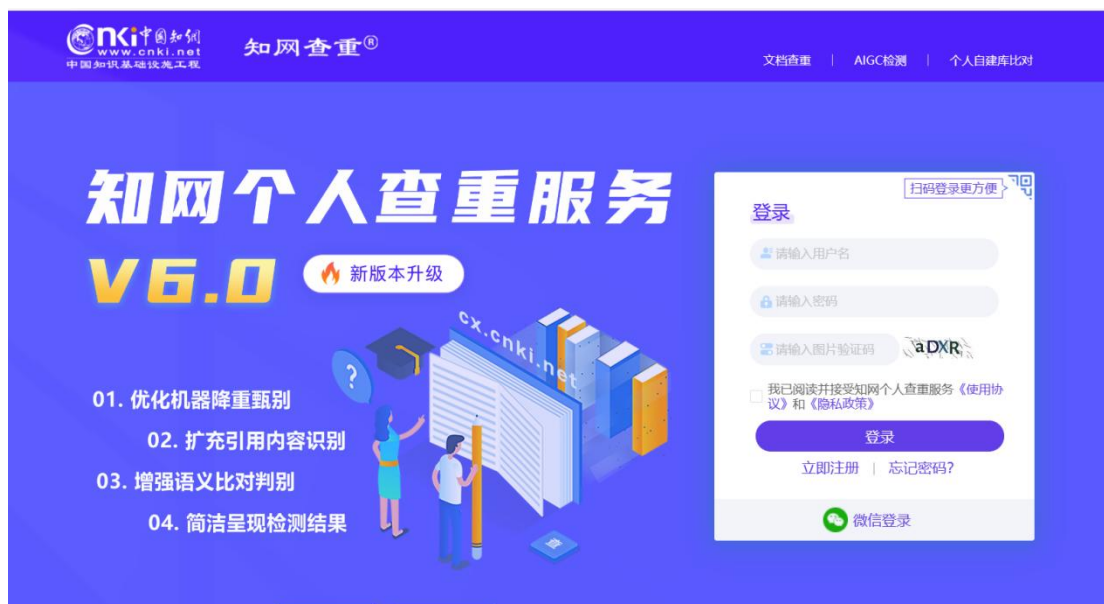 cnki中国知网
www.cnki.net
中国知识基础设施工程
知网查重®
文档查重 | AIGC检测 | 个人自建库比对
知网个人查重服务
V6.0
新版本升级
cx.cnki.net
?
01. 优化机器降重甄别
02. 扩充引用内容识别
03. 增强语义比对判别
04. 简洁呈现检测结果
扫码登录更方便
登录
请输入用户名
请输入密码
请输入图片验证码
aDXR
我已阅读并接受知网个人查重服务《使用协
议》和《隐私政策》
登录
立即注册 | 忘记密码?
微信登录